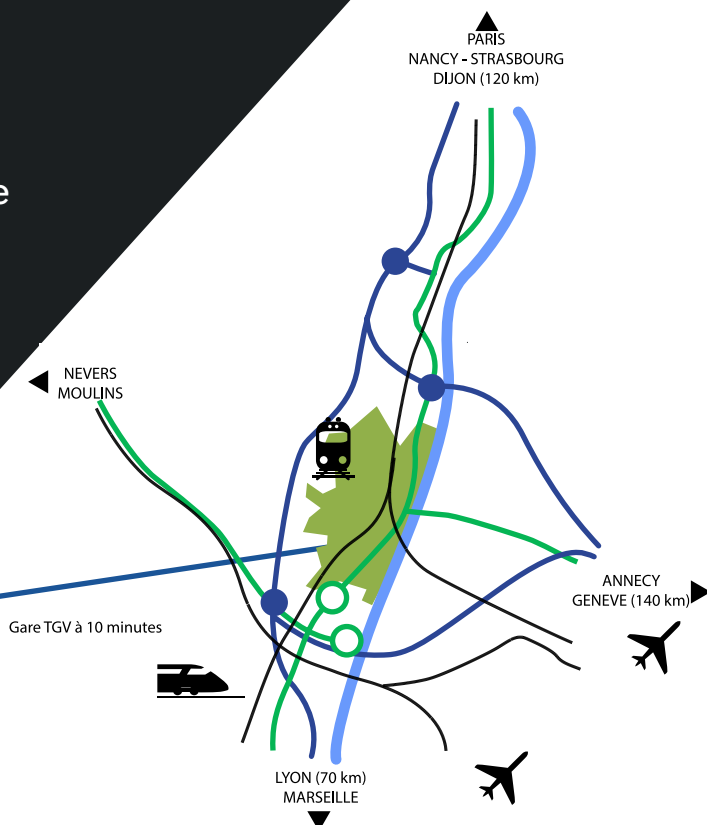 PARIS
NANCY - STRASBOURG
DIJON (120 km)
e
NEVERS
MOULINS
ANNECY
GENEVE (140 km)
Gare TGV à 10 minutes
LYON (70 km)
MARSEILLE